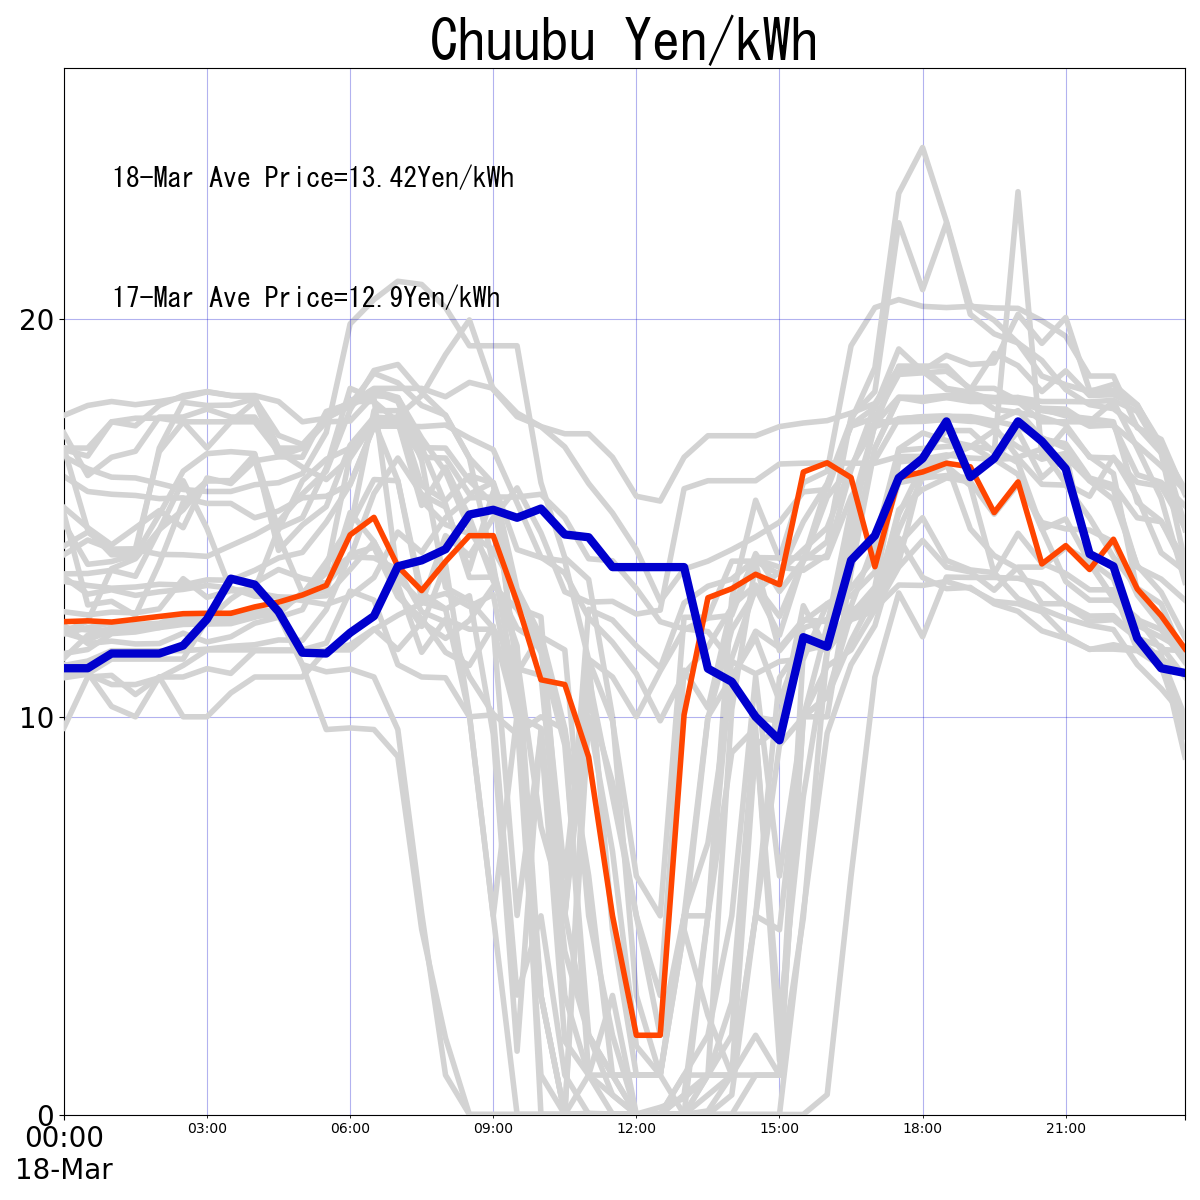 Chuubu Yen/kWh
18-Mar Ave Price=13.42Yen/kWh
17-Mar Ave Price=12.9Yen/kWh
20
10
0
00:00 03:00 06:00 09:00 12:00 15:00 18:00 21:00
18-Mar